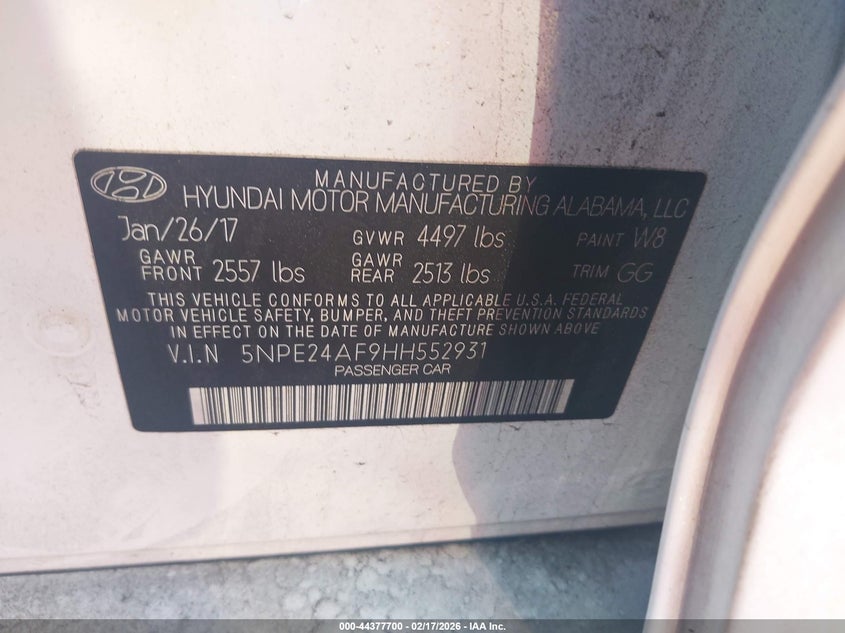 MANUFACTURED BY
HYUNDAI MOTOR MANUFACTURING ALABAMA, LLC
Jan/26/17 GVWR 4497 lbs PAINT W8
GAWR FRONT 2557 lbs GAWR REAR 2513 lbs TRIM GG
THIS VEHICLE CONFORMS TO ALL APPLICABLE U.S.A. FEDERAL
MOTOR VEHICLE SAFETY, BUMPER, AND THEFT PREVENTION STANDARDS
IN EFFECT ON THE DATE OF MANUFACTURE SHOWN ABOVE
V.I.N 5NPE24AF9HH552931
PASSENGER CAR
000-44377700 - 02/17/2026 - IAA Inc.